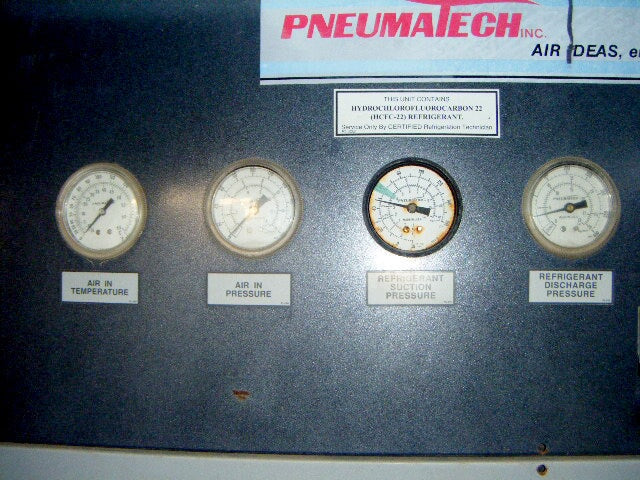 PNEUMATECH INC.
AIR IDEAS,
THIS UNIT CONTAINS
HYDROCHLOROFLUOROCARBON 22
(HCFC-22) REFRIGERANT.
Service Only By CERTIFIED Refrigeration Technician
AIR IN
TEMPERATURE
AIR IN
PRESSURE
REFRIGERANT
SUCTION
PRESSURE
REFRIGERANT
DISCHARGE
PRESSURE